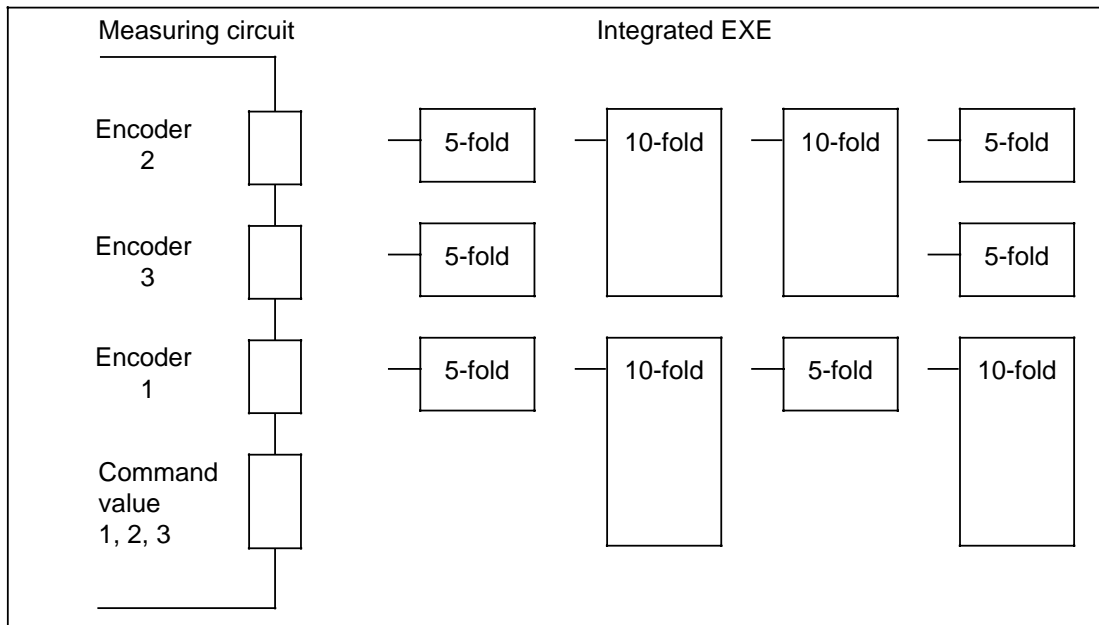 Measuring circuit Integrated EXE
Encoder
2
5-fold 10-fold 10-fold 5-fold
Encoder
3
5-fold 5-fold
Encoder
1
5-fold 10-fold 5-fold 10-fold
Command
value
1, 2, 3